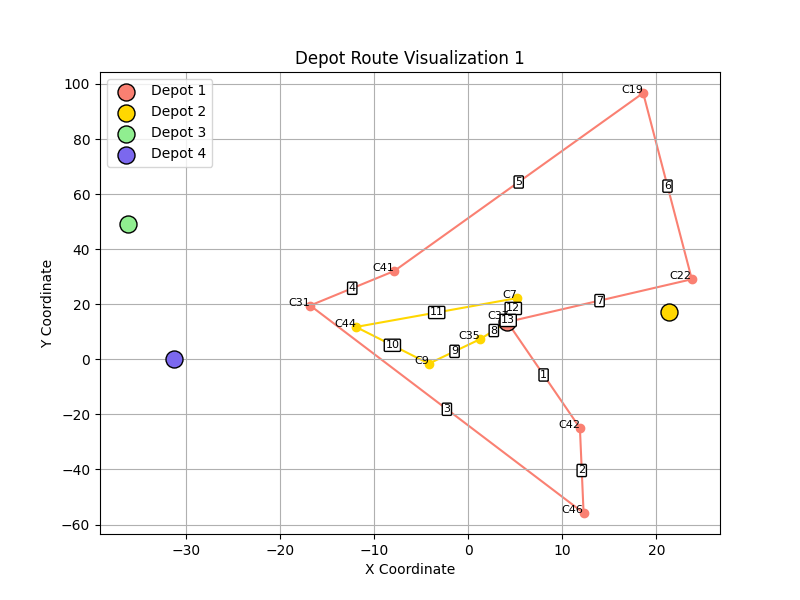 Depot Route Visualization 1
Depot 1
Depot 2
Depot 3
Depot 4
100
80
60
40
20
0
−20
−40
−60
Y Coordinate
−30
−20
−10
0
10
20
X Coordinate
C19
5
6
C41
C22
4
C31
C7
7
12
11
C44
13
8
C35
10
9
C9
1
3
C42
2
C46